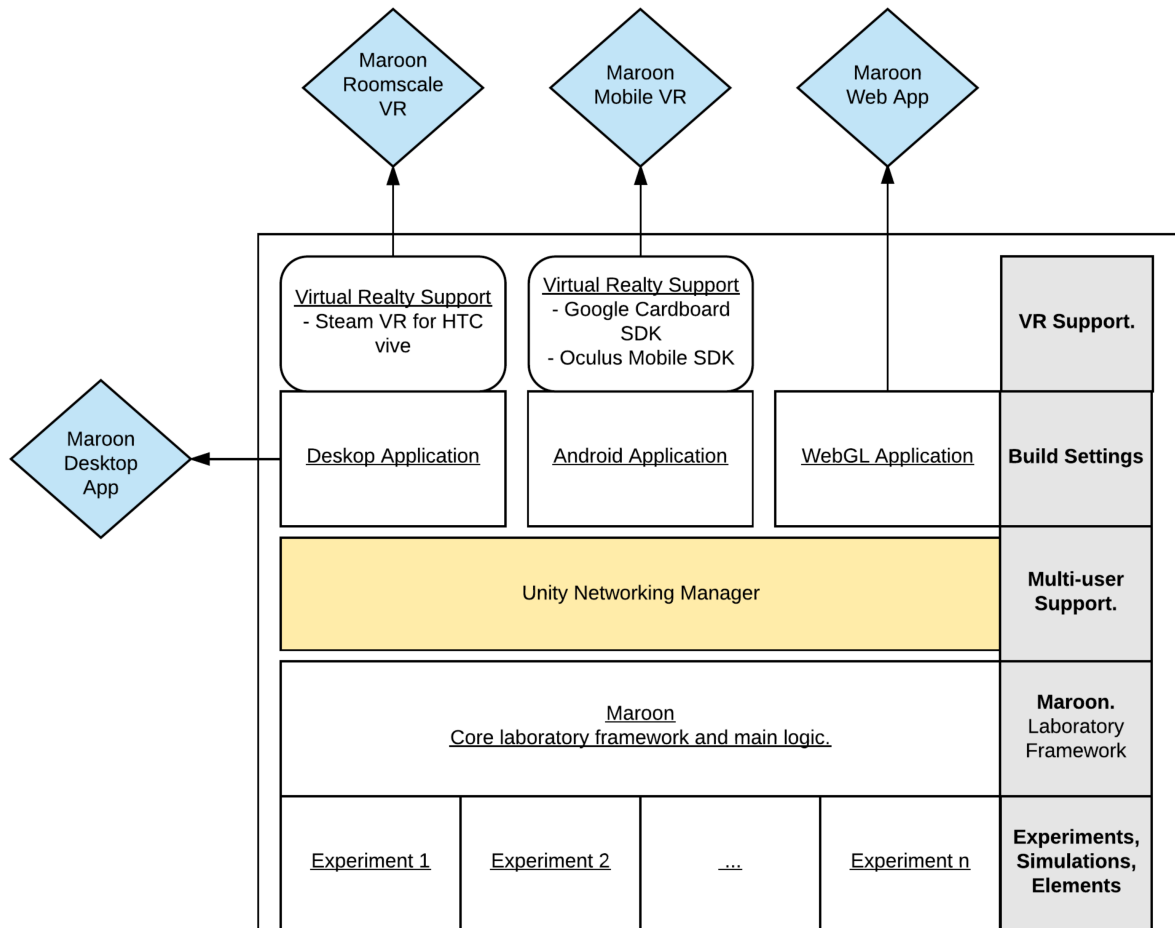 Maroon
Roomscale
VR
Maroon
Mobile VR
Maroon
Web App
Virtual Realty Support
- Steam VR for HTC
vive
Virtual Realty Support
- Google Cardboard
SDK
- Oculus Mobile SDK
VR Support.
Maroon
Desktop
App
Deskop Application
Android Application
WebGL Application
Build Settings
Unity Networking Manager
Multi-user
Support.
Maroon
Core laboratory framework and main logic.
Maroon.
Laboratory
Framework
Experiment 1
Experiment 2
...
Experiment n
Experiments,
Simulations,
Elements